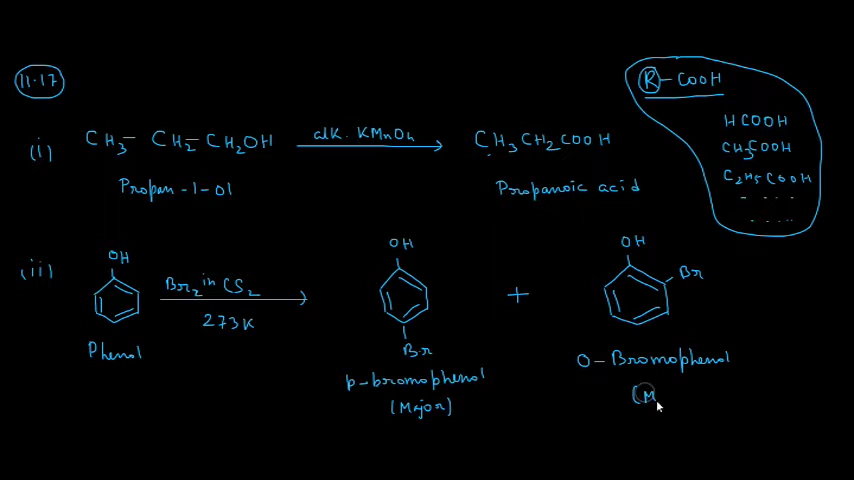 11.17
R-COOH
HCOOH
CH3COOH
C2H5COOH
.....
.....
(i) CH3- CH2-CH2OH alk. KMnO4 CH3CH2COOH
Propan-1-ol Propanoic acid
(ii) OH Br2 in CS2 273K OH + OH Br
Phenol Br O-Bromophenol
p-bromophenol (M
(Major)